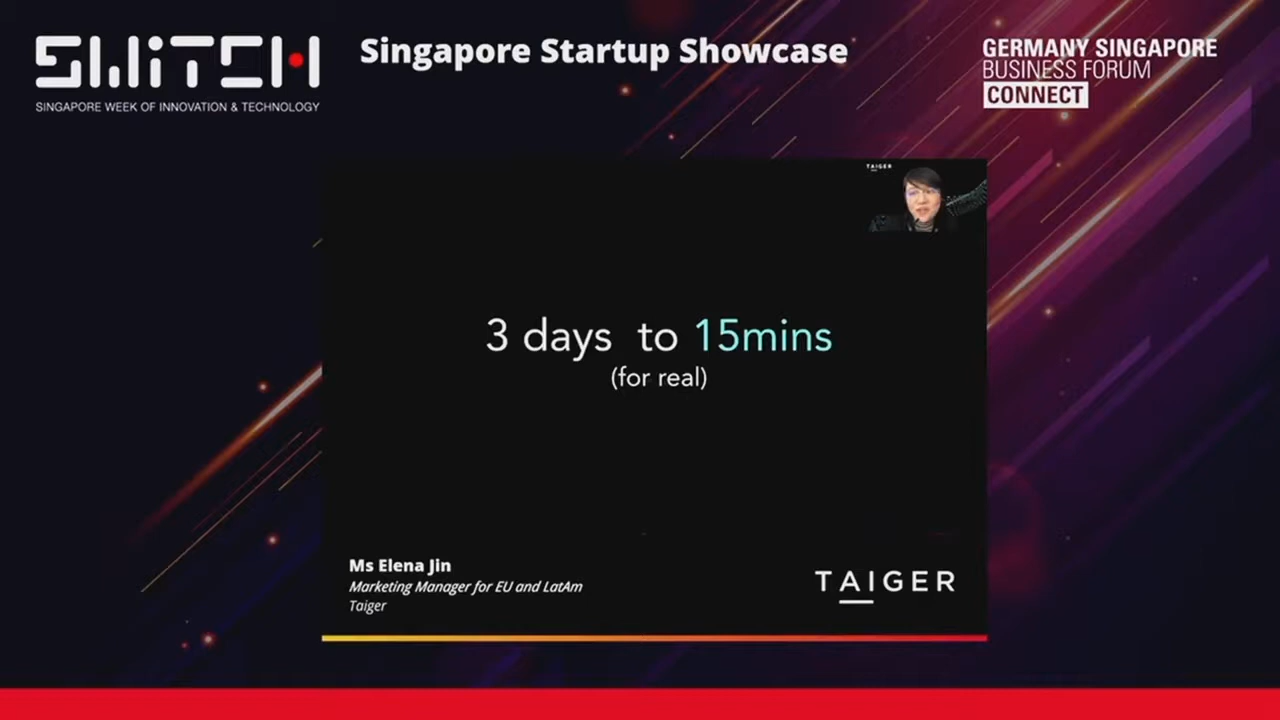 SWITCH
SINGAPORE WEEK OF INNOVATION & TECHNOLOGY
Singapore Startup Showcase
GERMANY SINGAPORE
BUSINESS FORUM
CONNECT
TAIGER
3 days to 15mins
(for real)
Ms Elena Jin
Marketing Manager for EU and LatAm
Taiger
TAIGER